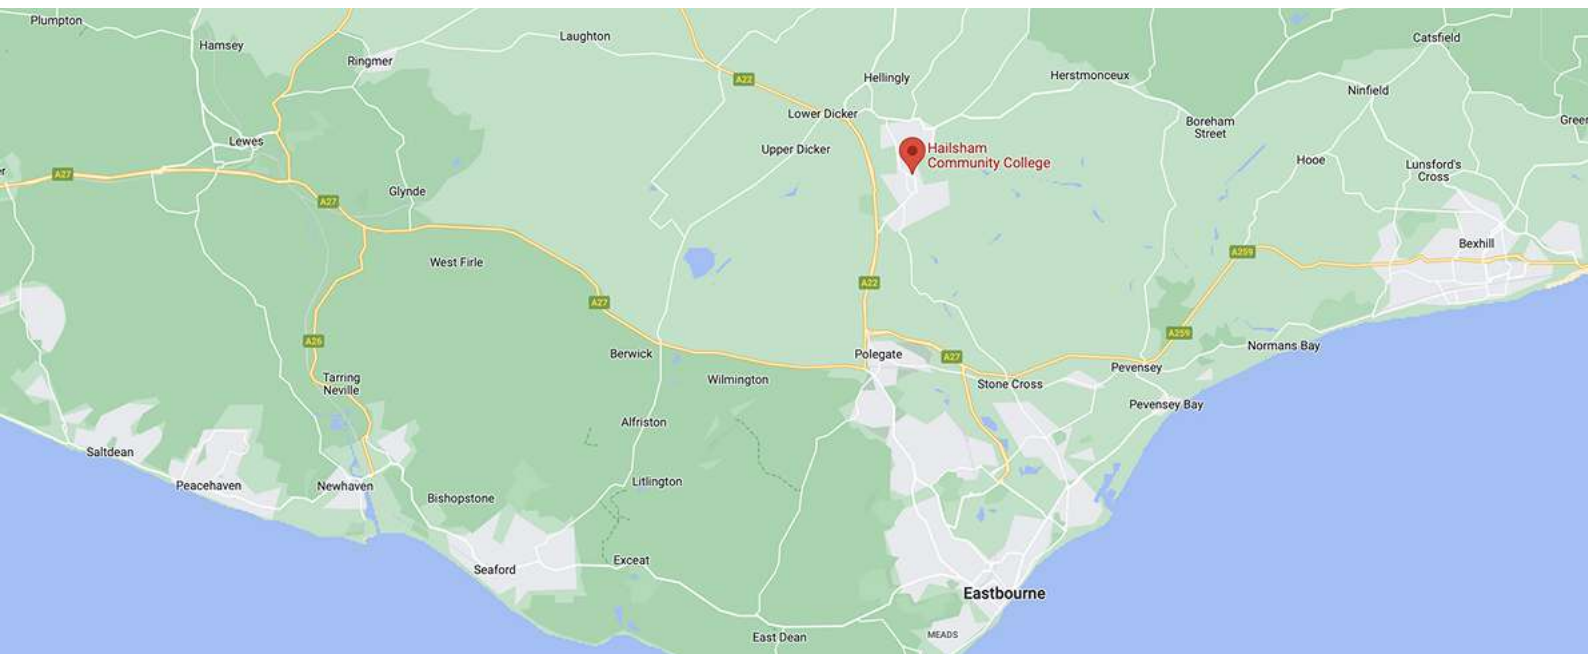 Plumpton
Hamsey
Laughton
Catsfield
Ringmer
A22
Hellingly
Herstmonceux
Ninfield
Lower Dicker
Boreham
Street
Lewes
Upper Dicker
Hailsham
Community College
Hooe
Lunsford's
Cross
A27
Glynde
A27
West Firle
Bexhill
A259
A22
A27
A26
A259
Berwick
Polegate
A27
Normans Bay
Tarring
Neville
Wilmington
Stone Cross
Pevensey
Pevensey Bay
Alfriston
Saltdean
Peacehaven
Newhaven
Litlington
Bishopstone
Seaford
Exceat
Eastbourne
East Dean
MEADS